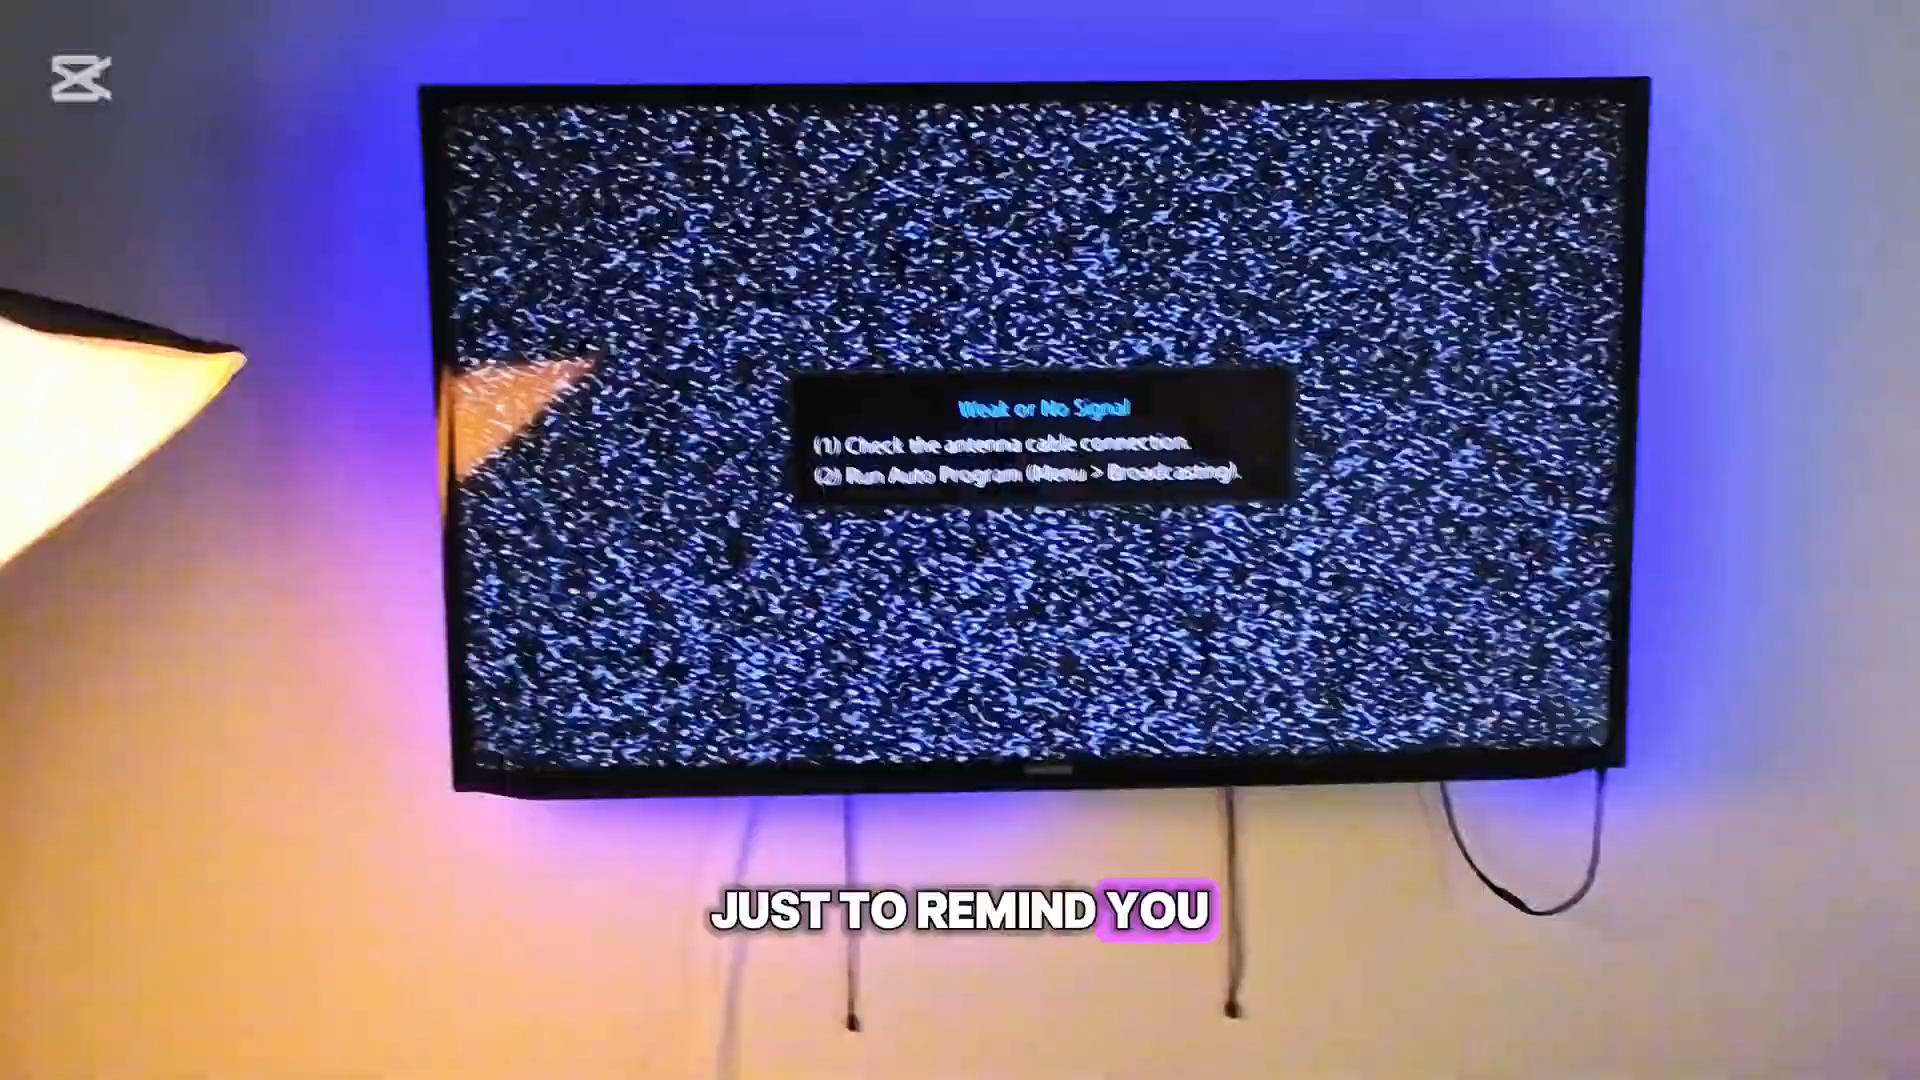 Weak or No Signal
(1) Check the antenna cable connection.
(2) Run Auto Program (Menu > Broadcasting).
JUST TO REMIND YOU